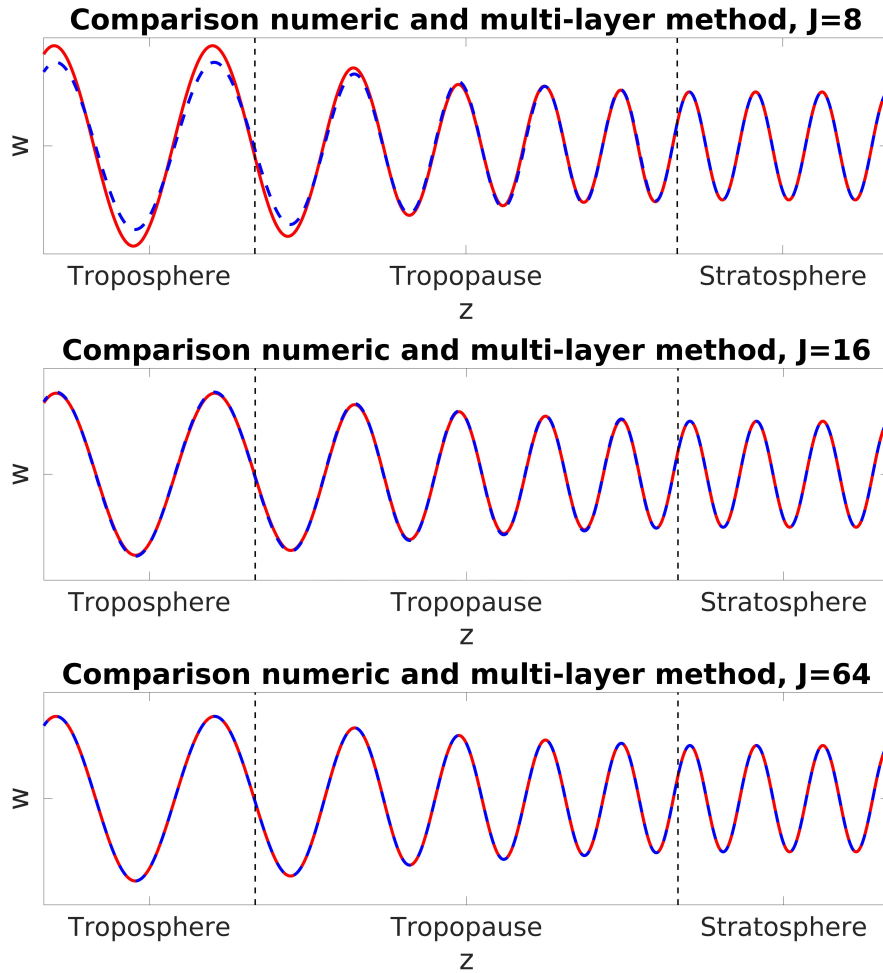 Comparison numeric and multi-layer method, J=8
w
Troposphere Tropopause Stratosphere
z
Comparison numeric and multi-layer method, J=16
w
Troposphere Tropopause Stratosphere
z
Comparison numeric and multi-layer method, J=64
w
Troposphere Tropopause Stratosphere
z